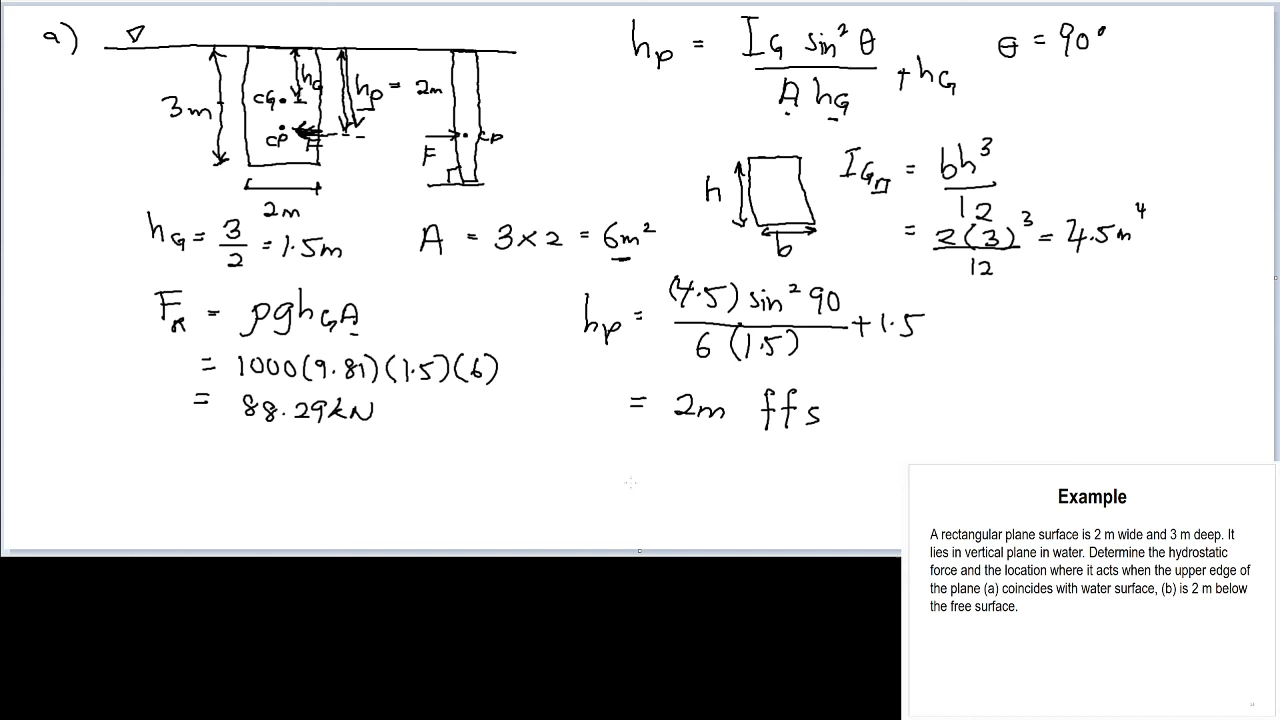 a)
3m
CG
hG
CP
F
hp = 2m
F
CP
2m
hG = 3/2 = 1.5m
A = 3 × 2 = 6m²
FR = ρghGA
= 1000(9.81)(1.5)(6)
= 88.29kN
hp = IG sin² θ / A hG + hG
θ = 90°
h
b
IG▭ = bh³ / 12
= 2(3)³ / 12 = 4.5m⁴
hp = (4.5) sin² 90 / 6 (1.5) + 1.5
= 2m ffs
Example
A rectangular plane surface is 2 m wide and 3 m deep. It
lies in vertical plane in water. Determine the hydrostatic
force and the location where it acts when the upper edge of
the plane (a) coincides with water surface, (b) is 2 m below
the free surface.